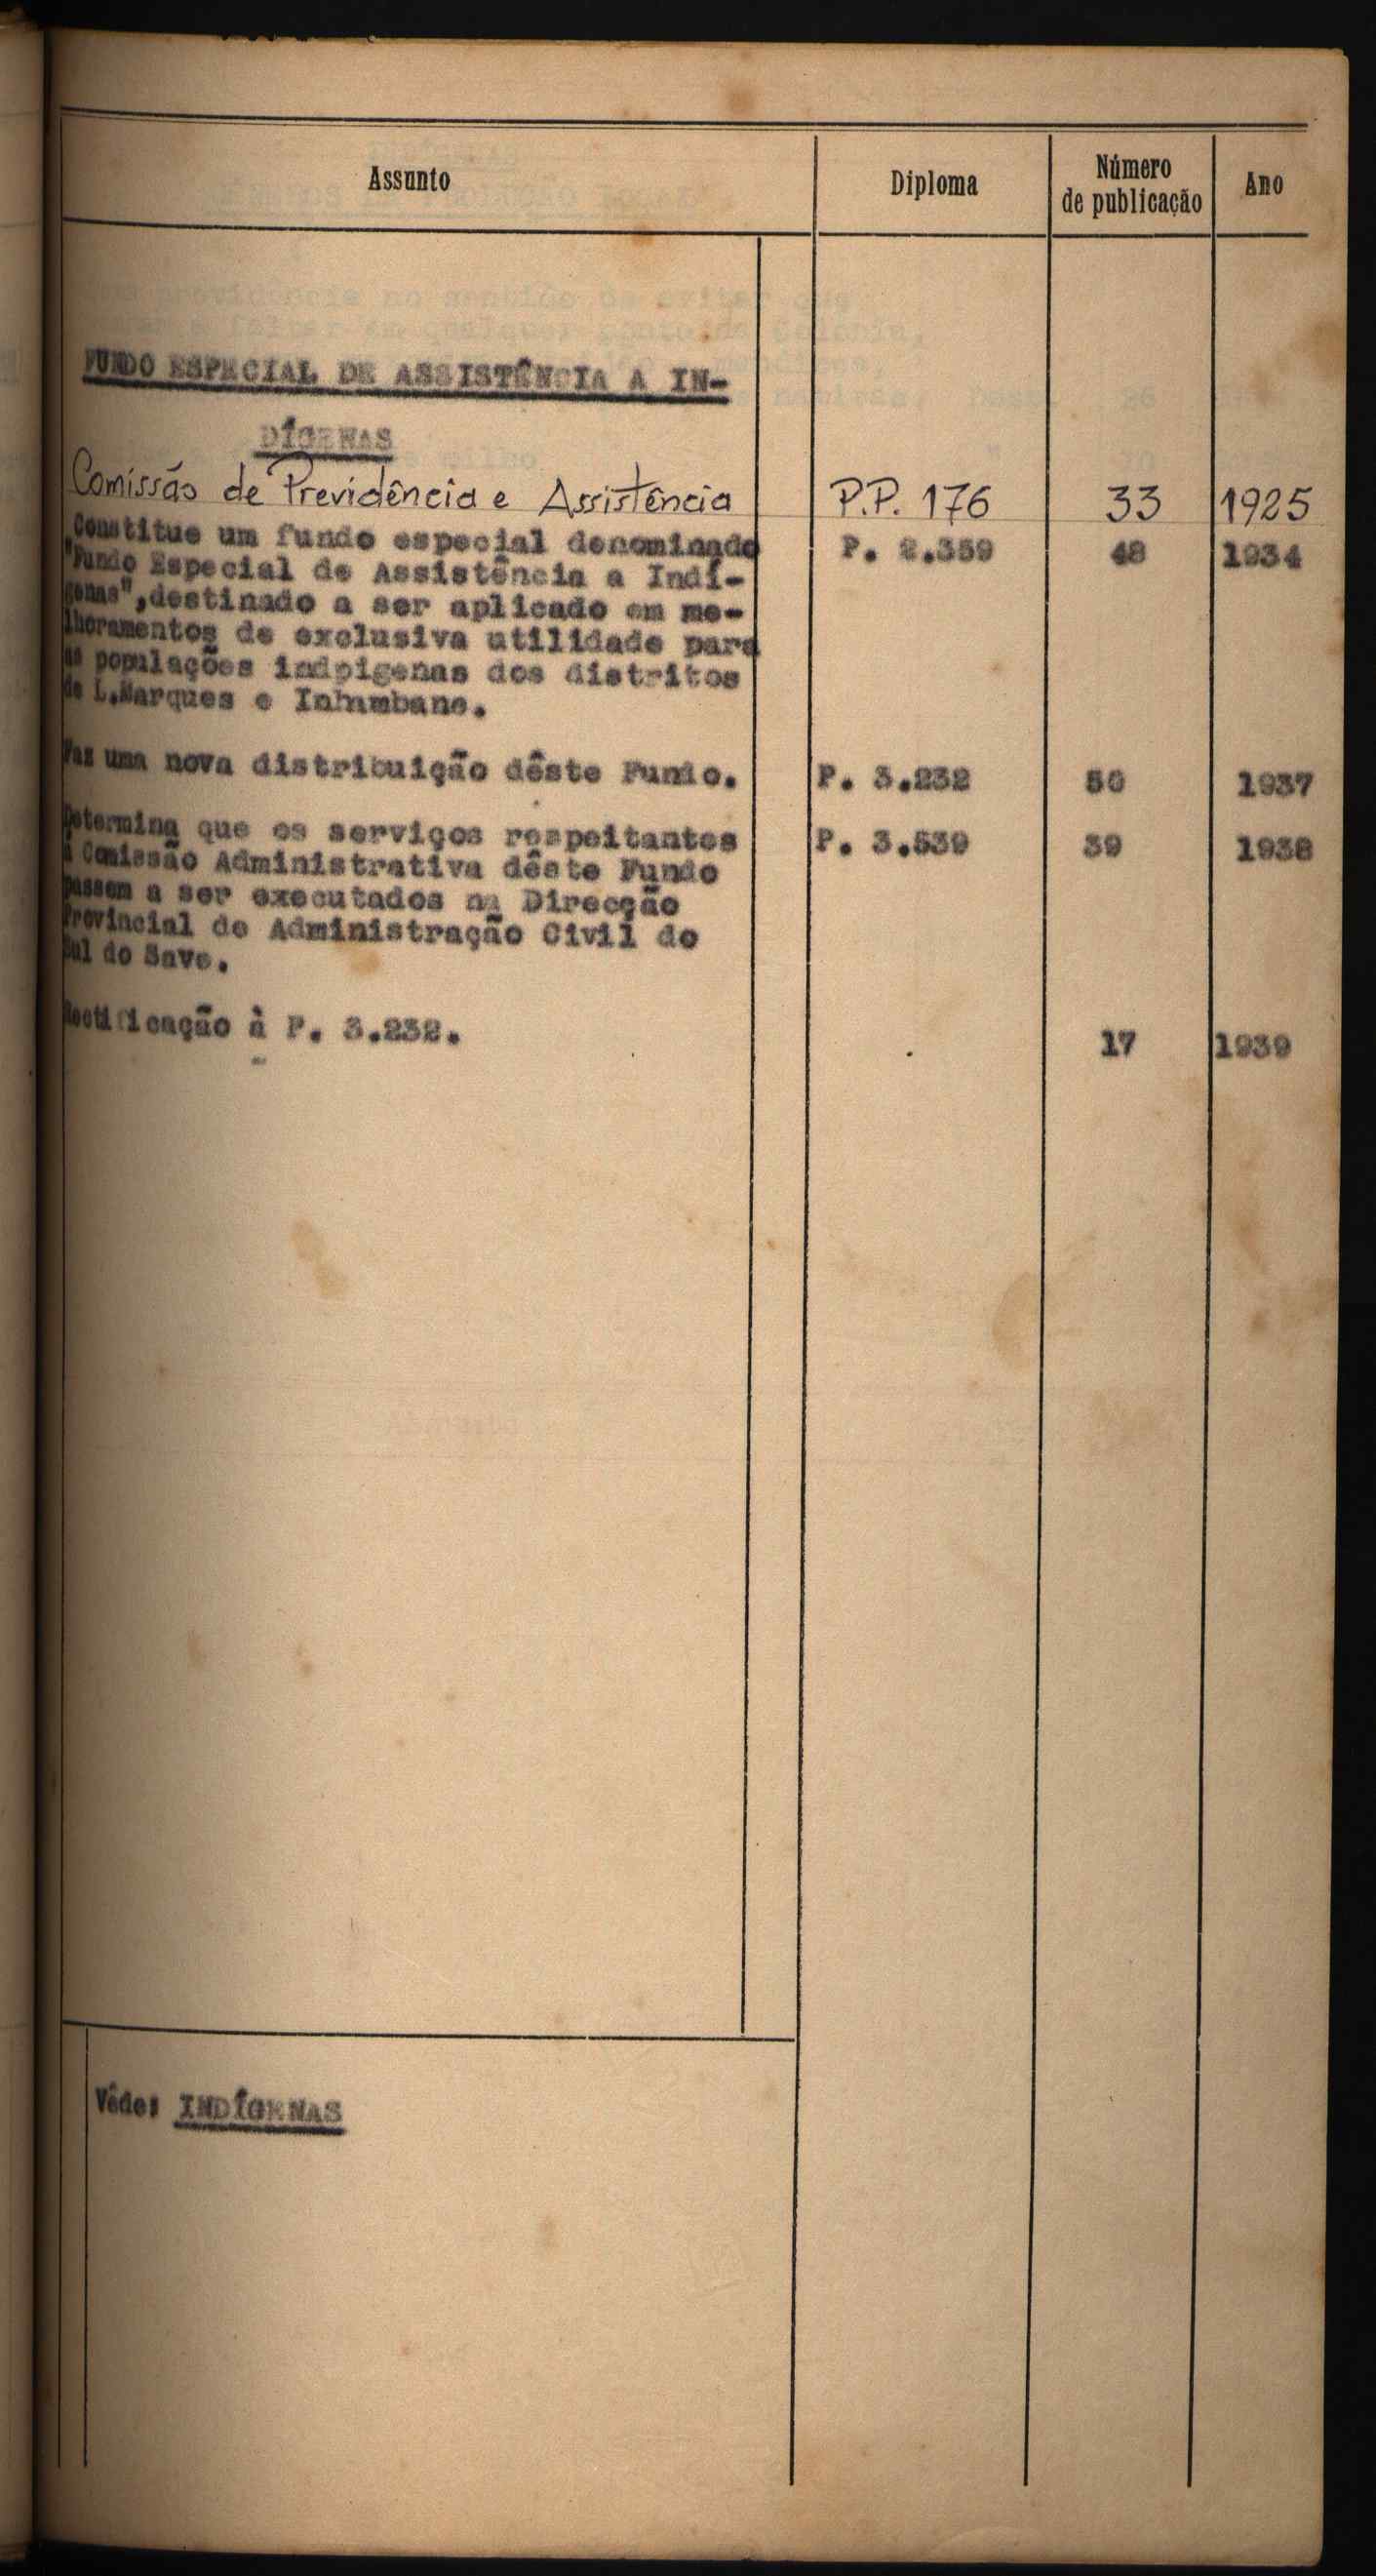 Assunto Diploma Número de publicação Ano
FUNDO ESPECIAL DE ASSISTÊNCIA A IN-
DÍGENAS
Comissão de Previdência e Assistência P.P. 176 33 1925
Constitue um fundo especial denominado P. 2.359 48 1934
"Fundo Especial de Assistência a Indí-
genas", destinado a ser aplicado em me-
lhoramentos de exclusiva utilidade para
as populações indpigenas dos distritos
de L.Marques e Inhambane.
Faz uma nova distribuição dêste Fundo. P. 3.232 50 1937
Determina que os serviços respeitantes P. 3.539 39 1938
à Comissão Administrativa dêste Fundo
passem a ser executados na Direcção
Provincial de Administração Civil do
Sul do Save.
Rectificação à P. 3.232. 17 1939
Vêde: INDÍGENAS